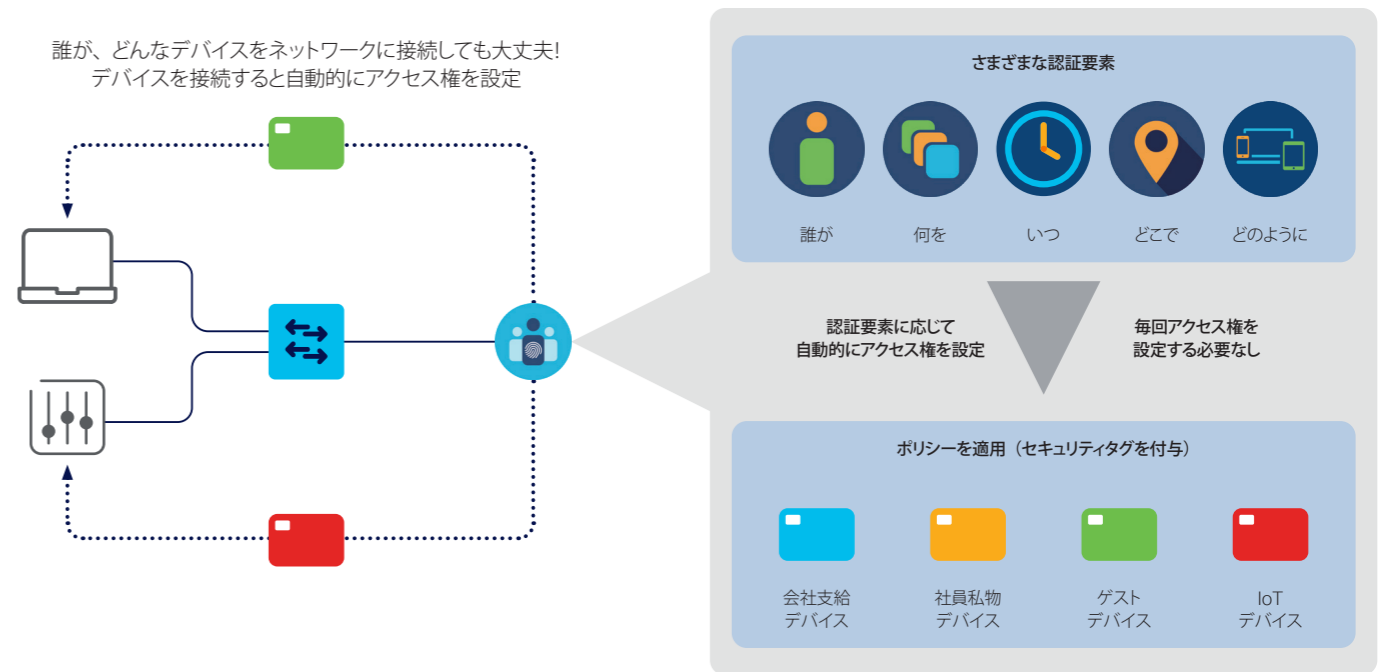 誰が、どんなデバイスをネットワークに接続しても大丈夫!
デバイスを接続すると自動的にアクセス権を設定
さまざまな認証要素
誰が
何を
いつ
どこで
どのように
認証要素に応じて
自動的にアクセス権を設定
毎回アクセス権を
設定する必要なし
ポリシーを適用（セキュリティタグを付与）
会社支給
デバイス
社員私物
デバイス
ゲスト
デバイス
IoT
デバイス